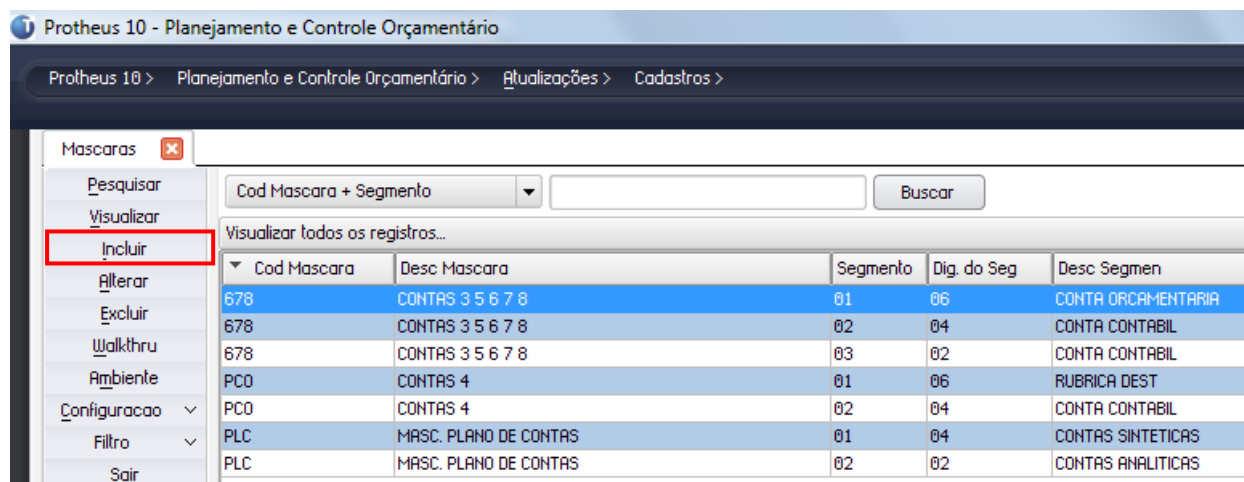 Protheus 10 - Planejamento e Controle Orçamentário
Protheus 10 > Planejamento e Controle Orçamentário > Atualizações > Cadastros >
Mascaras
Pesquisar
Visualizar
Incluir
Alterar
Excluir
Walkthru
Ambiente
Configuracao
Filtro
Sair
Cod Mascara + Segmento Buscar
Visualizar todos os registros...
Cod Mascara Desc Mascara Segmento Dig. do Seg Desc Segmen
678 CONTAS 3 5 6 7 8 01 06 CONTA ORCAMENTARIA
678 CONTAS 3 5 6 7 8 02 04 CONTA CONTABIL
678 CONTAS 3 5 6 7 8 03 02 CONTA CONTABIL
PCO CONTAS 4 01 06 RUBRICA DEST
PCO CONTAS 4 02 04 CONTA CONTABIL
PLC MASC. PLANO DE CONTAS 01 04 CONTAS SINTETICAS
PLC MASC. PLANO DE CONTAS 02 02 CONTAS ANALITICAS